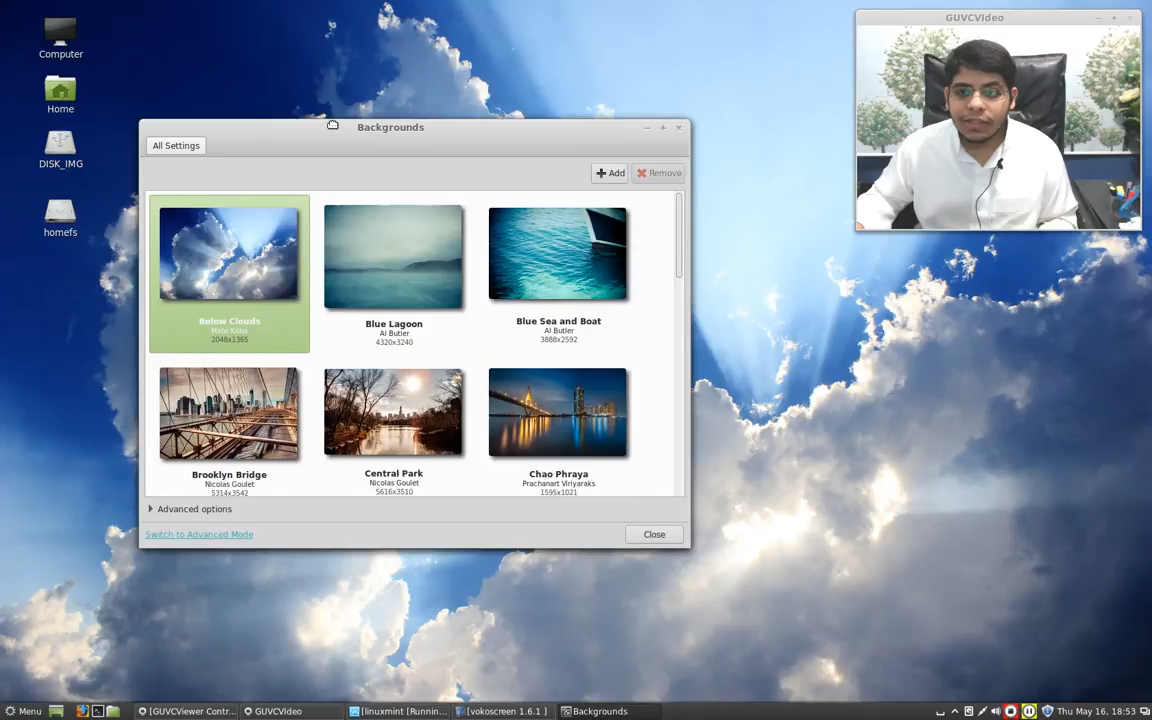 Computer
Home
DISK_IMG
homefs
GUVCVIdeo
Backgrounds
All Settings
Add
Remove
Below Clouds
Mate Koba
2048x1365
Blue Lagoon
Al Butler
4320x3240
Blue Sea and Boat
Al Butler
3888x2592
Brooklyn Bridge
Nicolas Goulet
5314x3542
Central Park
Nicolas Goulet
5616x3510
Chao Phraya
Prachanart Viriyaraks
1595x1021
Advanced options
Switch to Advanced Mode
Close
Menu
[GUVCViewer Contr...
GUVCVIdeo
[linuxmint [Runnin...
[vokoscreen 1.6.1 ]
Backgrounds
Thu May 16, 18:53